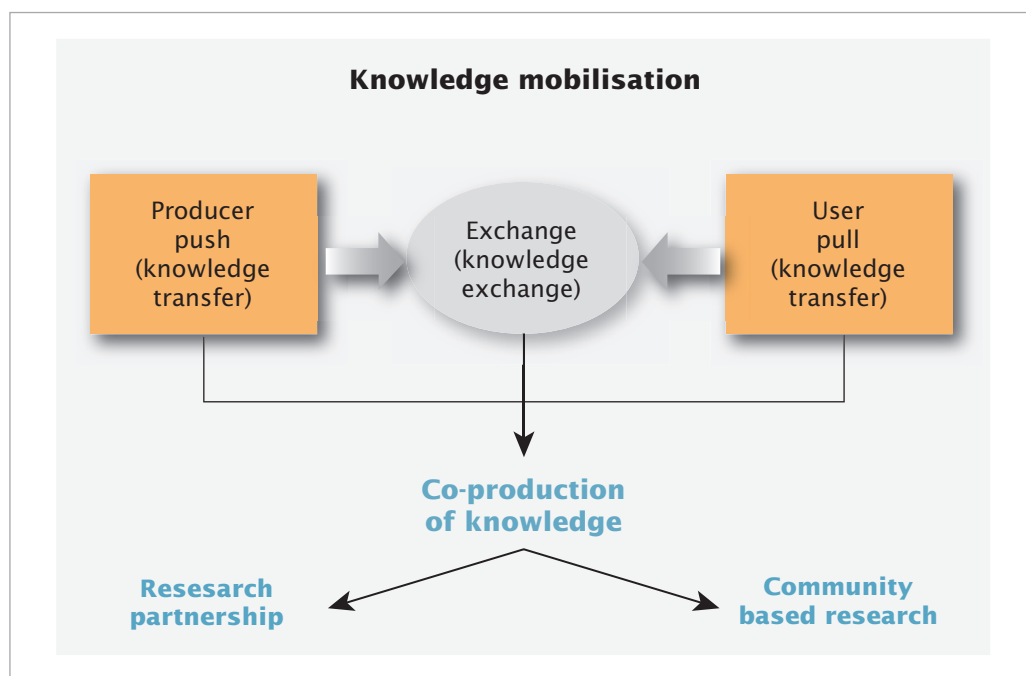 Knowledge mobilisation
Producer
push
(knowledge
transfer)
Exchange
(knowledge
exchange)
User
pull
(knowledge
transfer)
Co-production
of knowledge
Resesarch
partnership
Community
based research